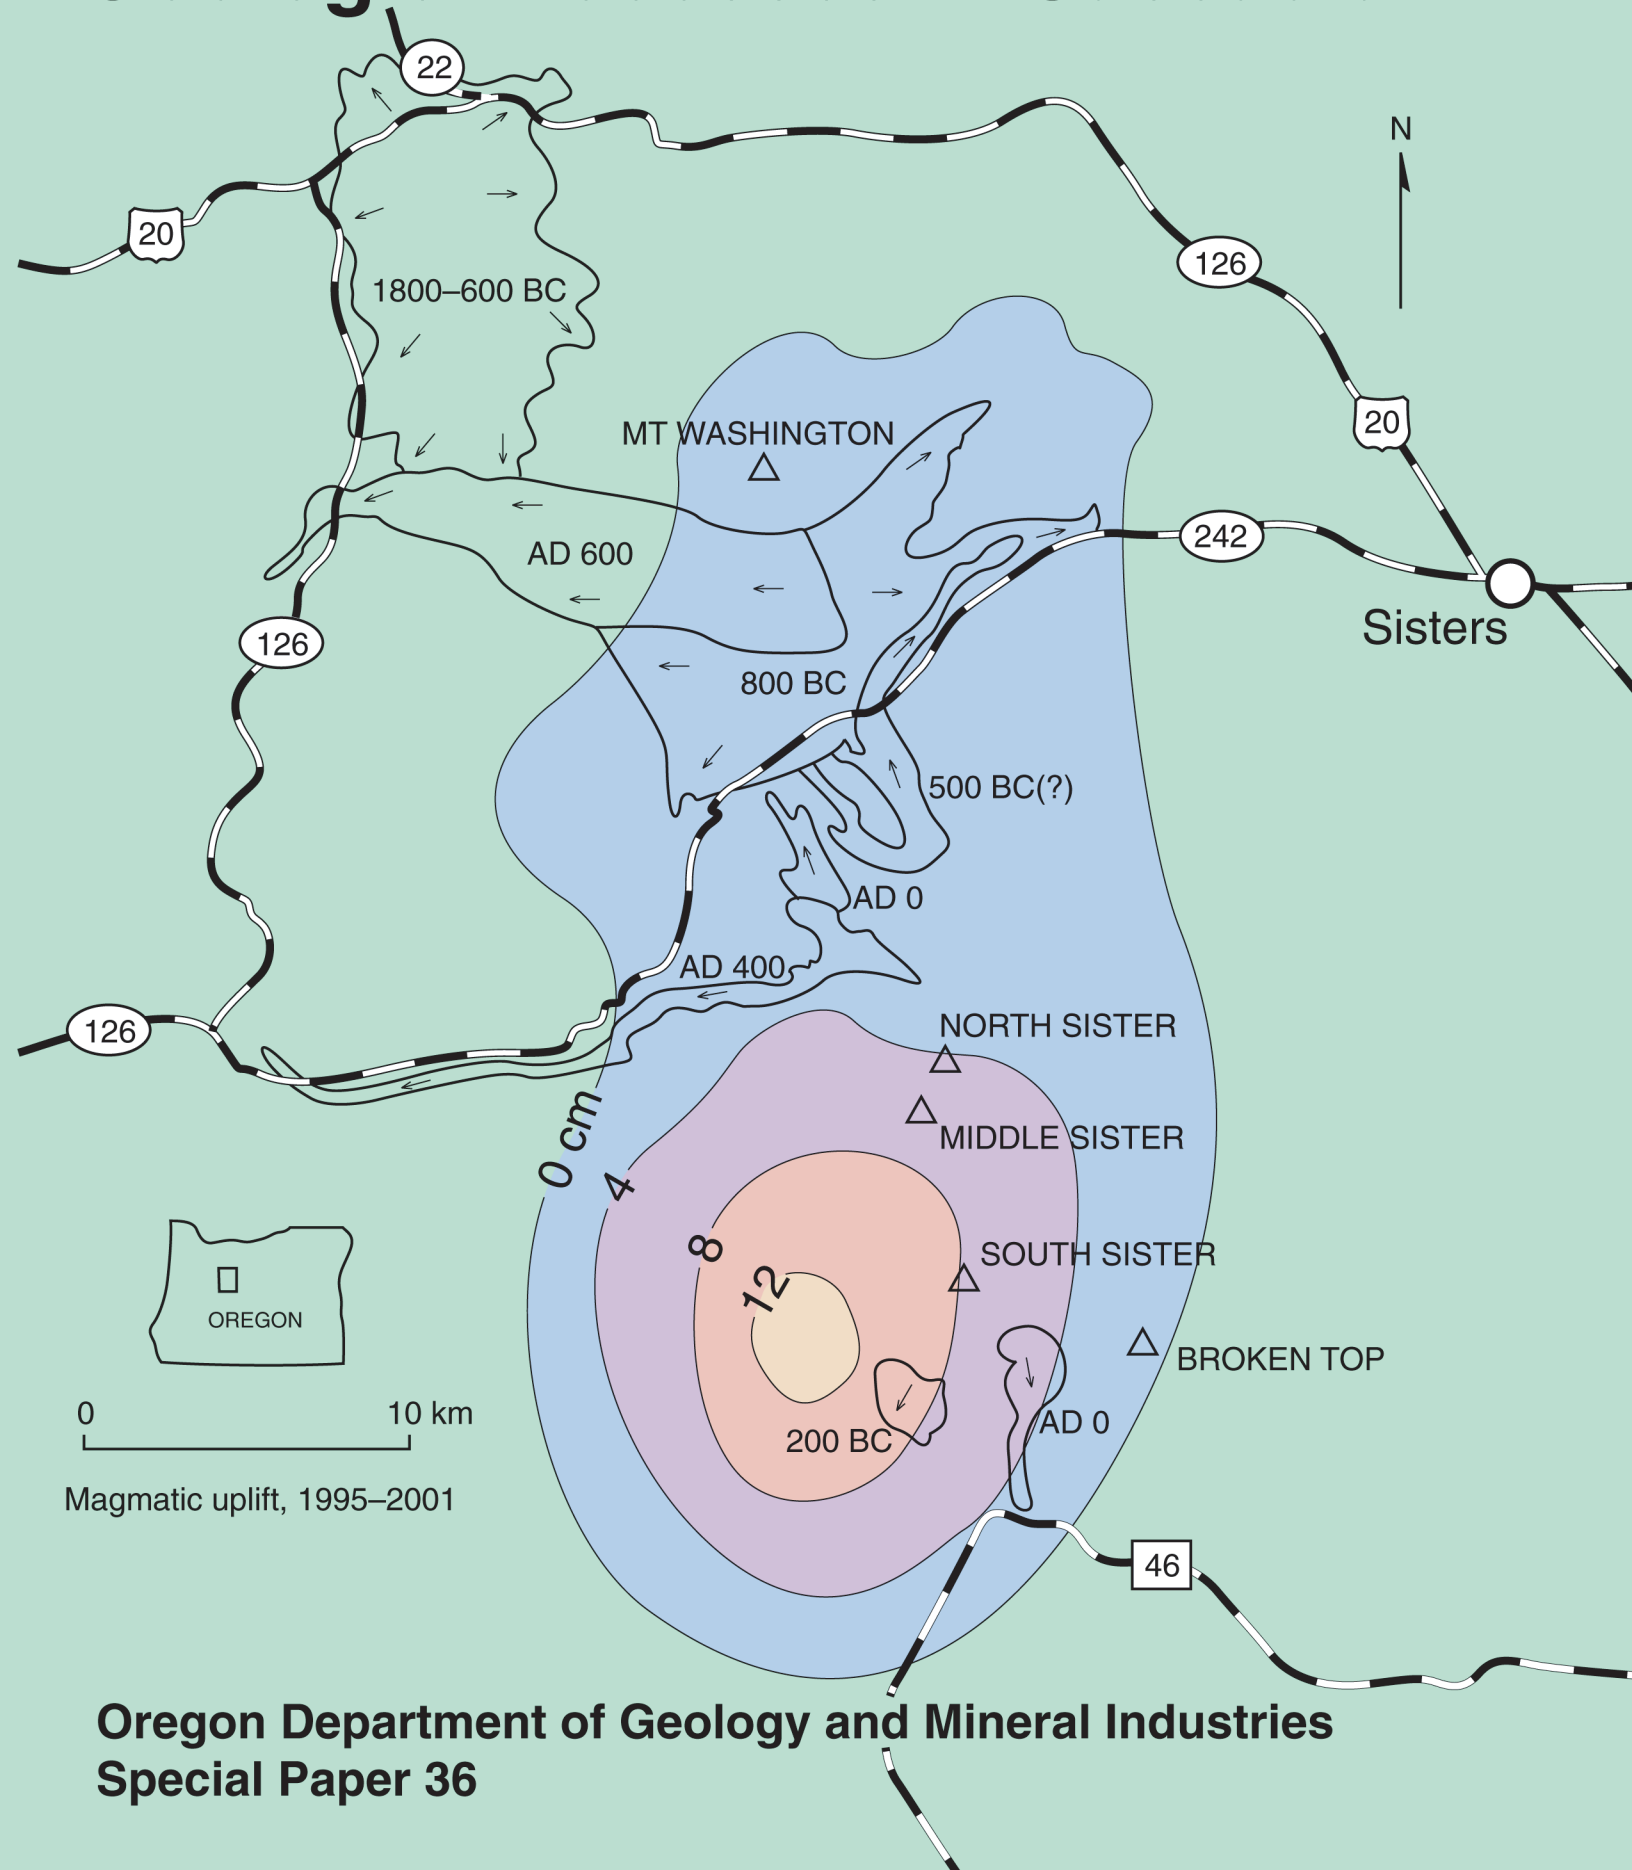 22
N
20
126
1800–600 BC
20
MT WASHINGTON
242
AD 600
Sisters
126
800 BC
500 BC(?)
AD 0
AD 400
126
NORTH SISTER
0 cm
MIDDLE SISTER
4
8
SOUTH SISTER
12
OREGON
BROKEN TOP
0 10 km
AD 0
200 BC
Magmatic uplift, 1995–2001
46
Oregon Department of Geology and Mineral Industries
Special Paper 36